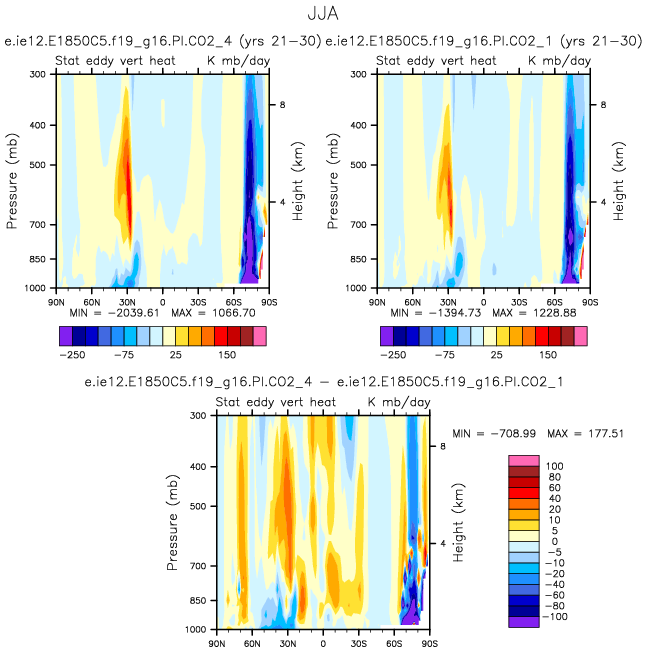 JJA
e.ie12.E1850C5.f19_g16.PI.CO2_4 (yrs 21-30) e.ie12.E1850C5.f19_g16.PI.CO2_1 (yrs 21-30)
Stat eddy vert heat K mb/day
Stat eddy vert heat K mb/day
300
400
500
700
850
1000
Pressure (mb)
8
4
Height (km)
90N 60N 30N 0 30S 60S 90S
MIN = -2039.61 MAX = 1066.70
-250 -75 -25 25 75 150
300
400
500
700
850
1000
Pressure (mb)
8
4
Height (km)
90N 60N 30N 0 30S 60S 90S
MIN = -1394.73 MAX = 1228.88
-250 -75 -25 25 75 150
e.ie12.E1850C5.f19_g16.PI.CO2_4 - e.ie12.E1850C5.f19_g16.PI.CO2_1
Stat eddy vert heat K mb/day
300
400
500
700
850
1000
Pressure (mb)
8
4
Height (km)
90N 60N 30N 0 30S 60S 90S
MIN = -708.99 MAX = 177.51
100
80
60
40
20
10
5
0
-5
-10
-20
-40
-60
-80
-100